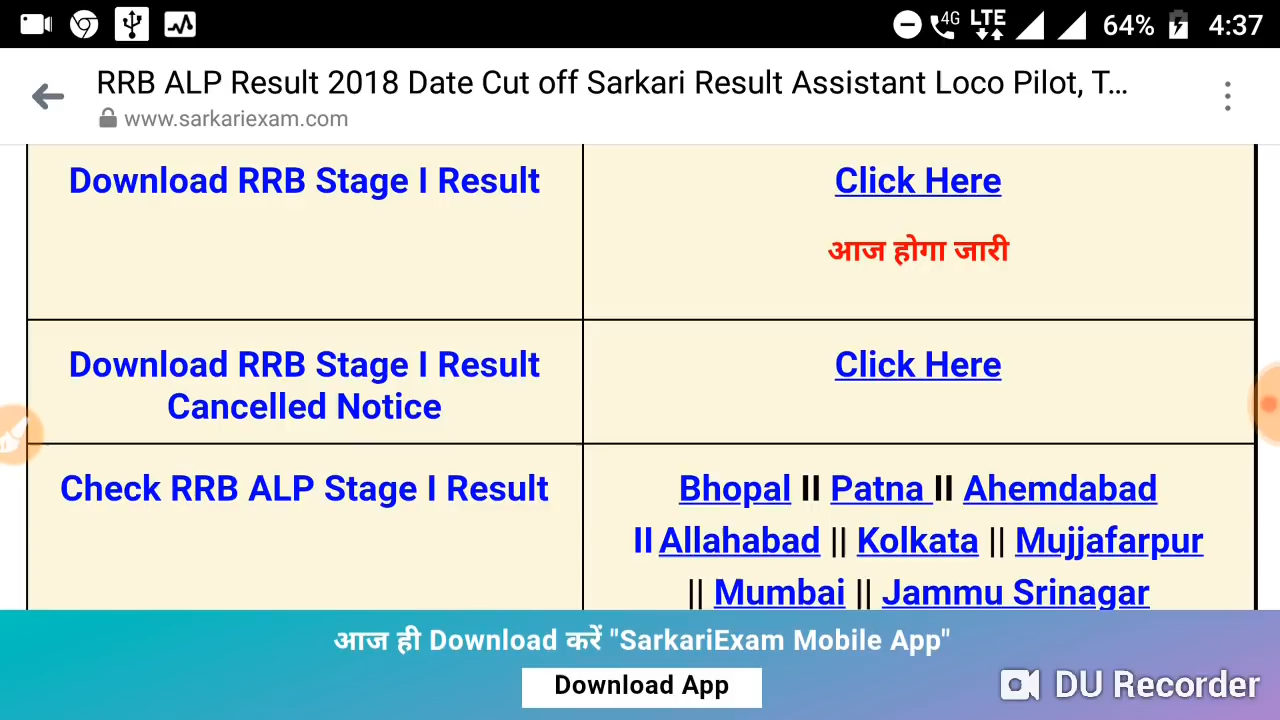 4G LTE 64% 4:37
RRB ALP Result 2018 Date Cut off Sarkari Result Assistant Loco Pilot, T...
www.sarkariexam.com
Download RRB Stage I Result
Click Here
आज होगा जारी
Download RRB Stage I Result
Cancelled Notice
Click Here
Check RRB ALP Stage I Result
Bhopal II Patna II Ahemdabad
II Allahabad || Kolkata || Mujjafarpur
|| Mumbai || Jammu Srinagar
आज ही Download करें "SarkariExam Mobile App"
Download App
DU Recorder